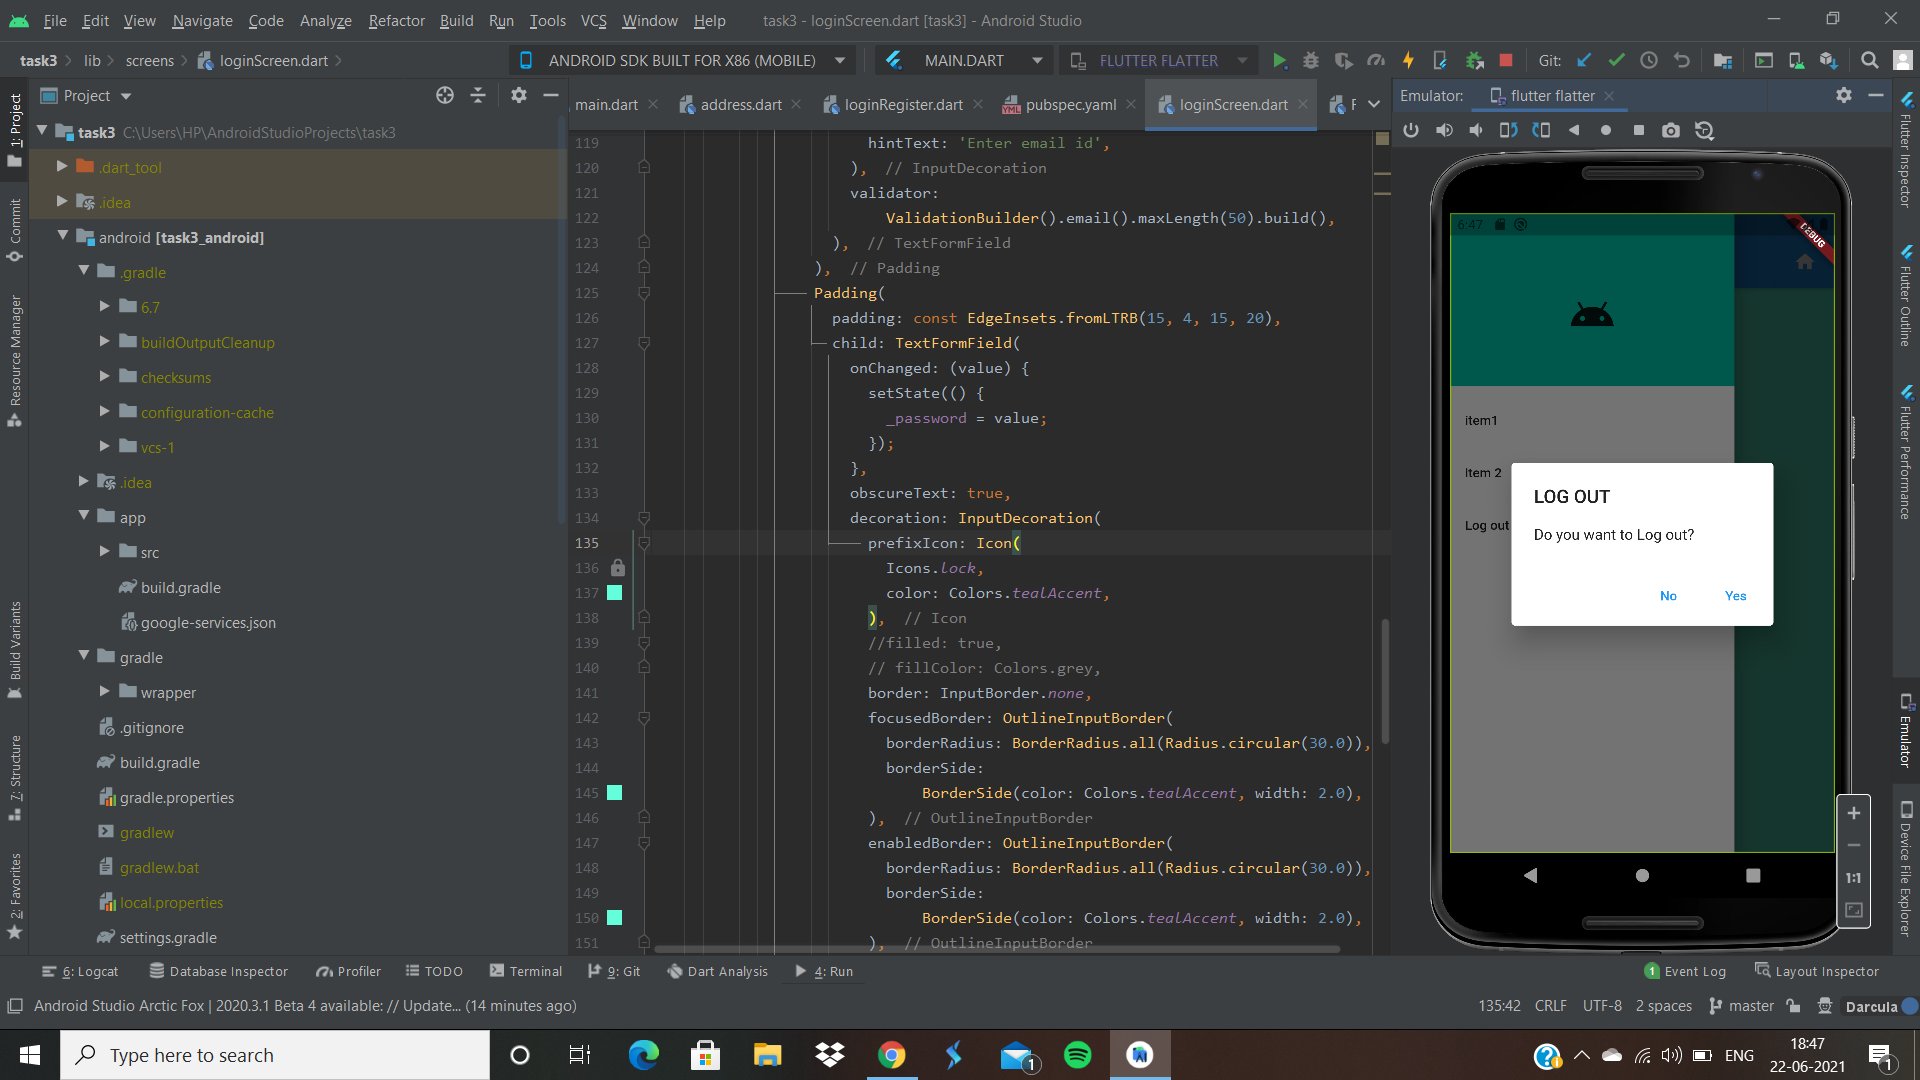 File Edit View Navigate Code Analyze Refactor Build Run Tools VCS Window Help task3 - loginScreen.dart [task3] - Android Studio
task3 lib screens loginScreen.dart ANDROID SDK BUILT FOR X86 (MOBILE) MAIN.DART FLUTTER FLATTER Git:
Project
main.dart address.dart loginRegister.dart pubspec.yaml loginScreen.dart
Emulator: flutter flatter
1: Project
Commit
Resource Manager
Build Variants
7: Structure
2: Favorites
task3 C:\Users\HP\AndroidStudioProjects\task3
.dart_tool
.idea
android [task3_android]
.gradle
6.7
buildOutputCleanup
checksums
configuration-cache
vcs-1
.idea
app
src
build.gradle
google-services.json
gradle
wrapper
.gitignore
build.gradle
gradle.properties
gradlew
gradlew.bat
local.properties
settings.gradle
119 hintText: 'Enter email id',
120 ), // InputDecoration
121 validator:
122 ValidationBuilder().email().maxLength(50).build(),
123 ), // TextFormField
124 ), // Padding
125 Padding(
126 padding: const EdgeInsets.fromLTRB(15, 4, 15, 20),
127 child: TextFormField(
128 onChanged: (value) {
129 setState(() {
130 _password = value;
131 });
132 },
133 obscureText: true,
134 decoration: InputDecoration(
135 prefixIcon: Icon(
136 Icons.lock,
137 color: Colors.tealAccent,
138 ), // Icon
139 //filled: true,
140 // fillColor: Colors.grey,
141 border: InputBorder.none,
142 focusedBorder: OutlineInputBorder(
143 borderRadius: BorderRadius.all(Radius.circular(30.0)),
144 borderSide:
145 BorderSide(color: Colors.tealAccent, width: 2.0),
146 ), // OutlineInputBorder
147 enabledBorder: OutlineInputBorder(
148 borderRadius: BorderRadius.all(Radius.circular(30.0)),
149 borderSide:
150 BorderSide(color: Colors.tealAccent, width: 2.0),
151 ), // OutlineInputBorder
6:47
DEBUG
item1
Item 2
Log out
LOG OUT
Do you want to Log out?
No Yes
1:1
Flutter Inspector
Flutter Outline
Flutter Performance
Emulator
Device File Explorer
6: Logcat Database Inspector Profiler TODO Terminal 9: Git Dart Analysis 4: Run 1 Event Log Layout Inspector
Android Studio Arctic Fox | 2020.3.1 Beta 4 available: // Update... (14 minutes ago) 135:42 CRLF UTF-8 2 spaces master Darcula
Type here to search
1
ENG
18:47
22-06-2021
1